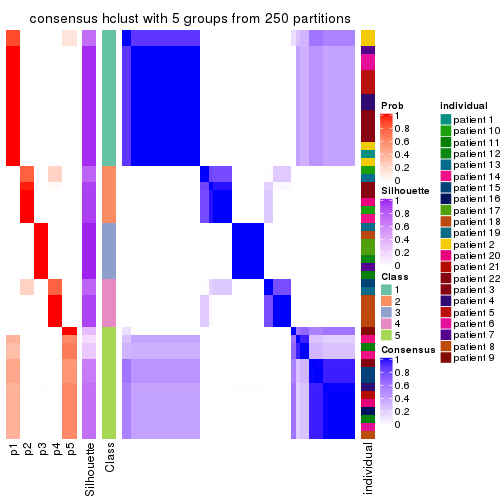 consensus hclust with 5 groups from 250 partitions
Prob
1
0.8
0.6
0.4
0.2
0
Silhouette
1
0.8
0.6
0.4
0.2
0
Class
1
2
3
4
5
Consensus
1
0.8
0.6
0.4
0.2
0
individual
patient 1
patient 10
patient 11
patient 12
patient 13
patient 14
patient 15
patient 16
patient 17
patient 18
patient 19
patient 2
patient 20
patient 21
patient 22
patient 3
patient 4
patient 5
patient 6
patient 7
patient 8
patient 9
p1
p2
p3
p4
p5
Silhouette
Class
individual